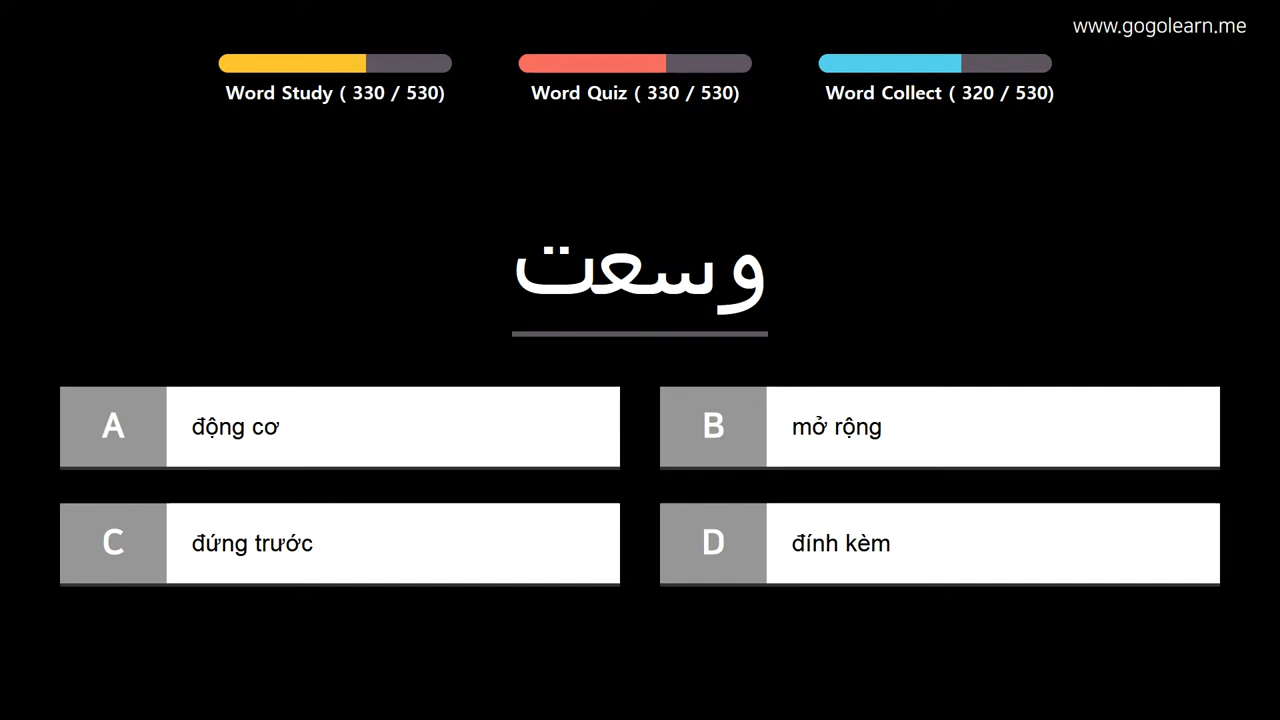 www.gogolearn.me
Word Study ( 330 / 530)
Word Quiz ( 330 / 530)
Word Collect ( 320 / 530)
وسعت
A động cơ
B mở rộng
C đứng trước
D đính kèm